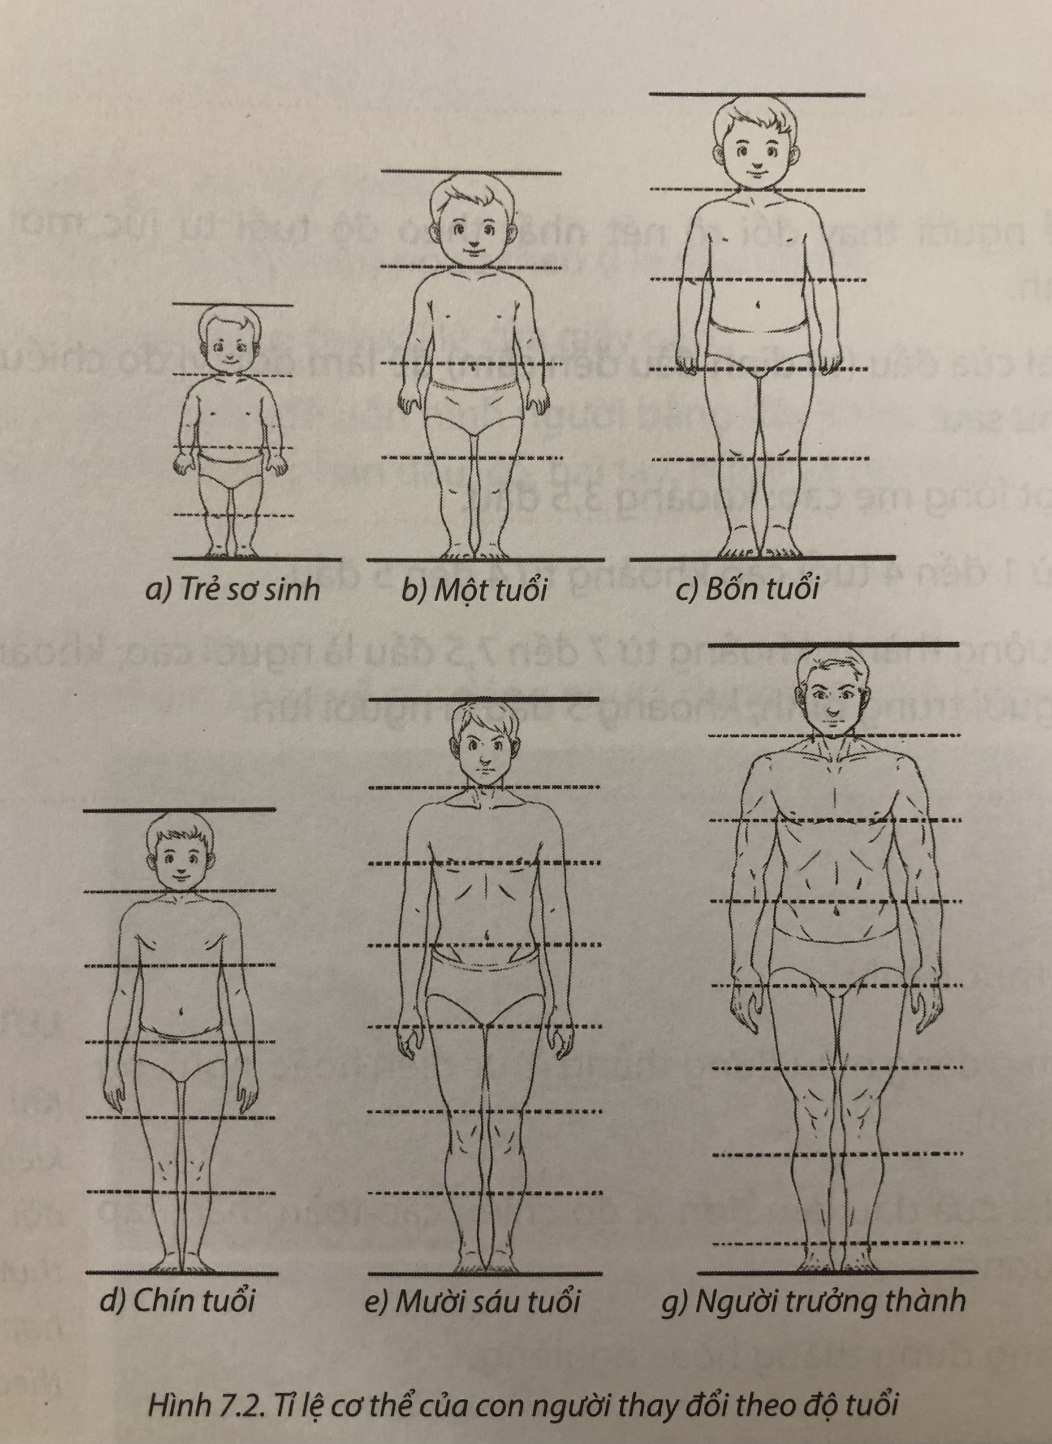 a) Trẻ sơ sinh
b) Một tuổi
c) Bốn tuổi
d) Chín tuổi
e) Mười sáu tuổi
g) Người trưởng thành
Hình 7.2. Tỉ lệ cơ thể của con người thay đổi theo độ tuổi